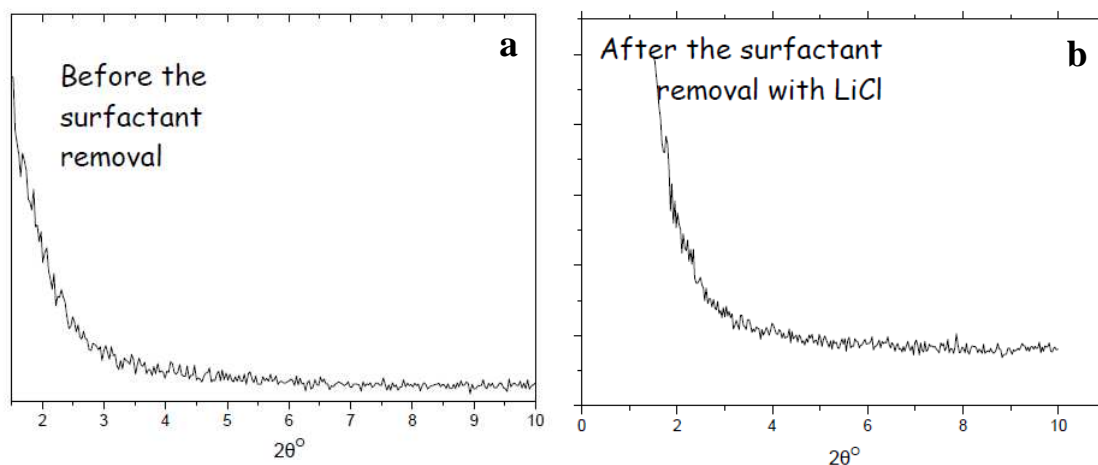 a
Before the
surfactant
removal
2 3 4 5 6 7 8 9 10
2θ°
b
After the surfactant
removal with LiCl
0 2 4 6 8 10
2θ°